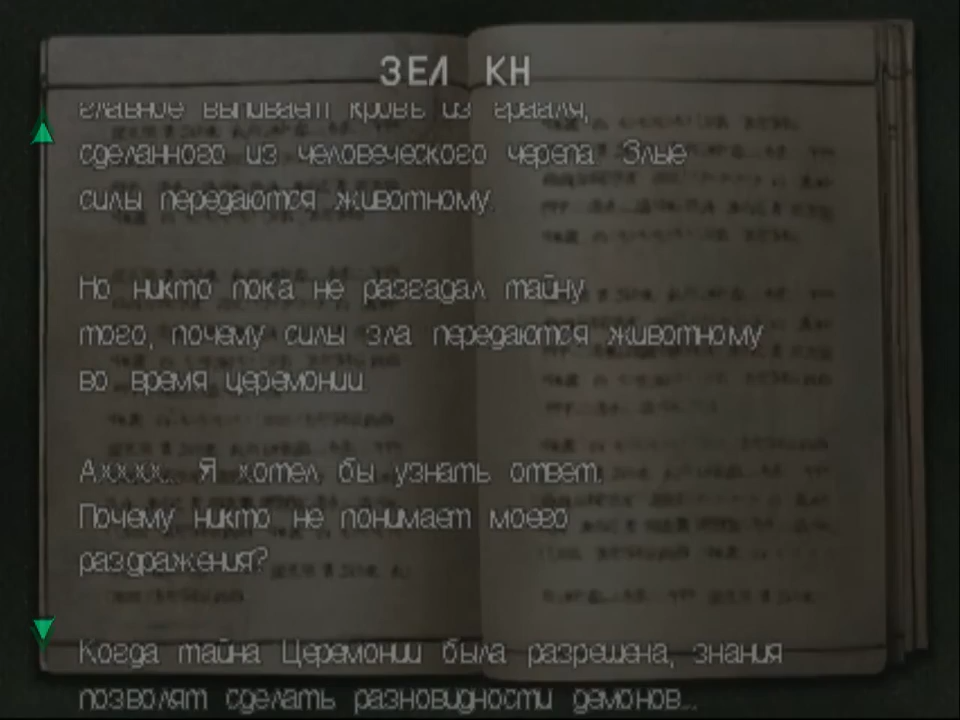 ЗЕЛ КН
главное выпивает кровь из грааля,
сделанного из человеческого черепа. Злые
силы передаются животному.
Но никто пока не разгадал тайну
того, почему силы зла передаются животному
во время церемонии.
Ахххх... Я хотел бы узнать ответ.
Почему никто не понимает моего
раздражения?
Когда тайна Церемонии была разрешена, знания
позволят сделать разновидности демонов...